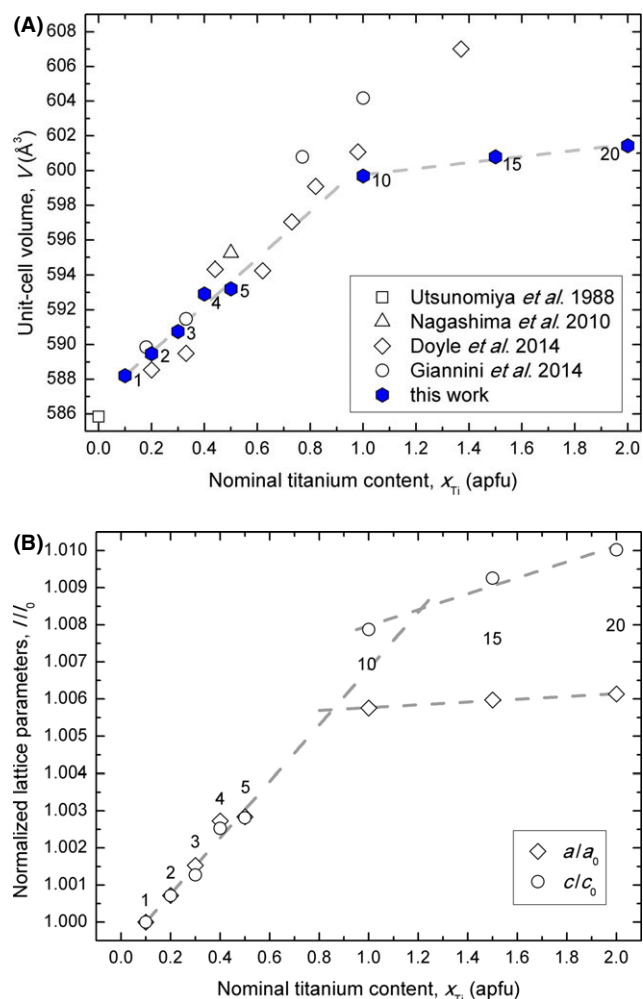 (A)
608
606
604
602
600
598
596
594
592
590
588
586
Unit-cell volume, V (Å³)
1
2
3
4
5
10
15
20
Utsunomiya et al. 1988
Nagashima et al. 2010
Doyle et al. 2014
Giannini et al. 2014
this work
0.0 0.2 0.4 0.6 0.8 1.0 1.2 1.4 1.6 1.8 2.0
Nominal titanium content, xTi (apfu)
(B)
1.010
1.008
1.007
1.006
1.005
1.003
1.002
1.001
1.000
Normalized lattice parameters, l/l0
1
2
3
4
5
10
15
20
a/a0
c/c0
0.0 0.2 0.4 0.6 0.8 1.0 1.2 1.4 1.6 1.8 2.0
Nominal titanium content, xTi (apfu)